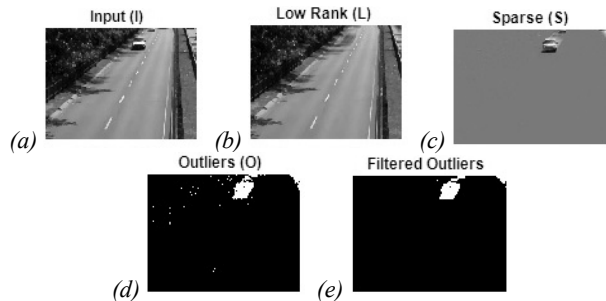 Input (I)
Low Rank (L)
Sparse (S)
(a)
(b)
(c)
Outliers (O)
Filtered Outliers
(d)
(e)